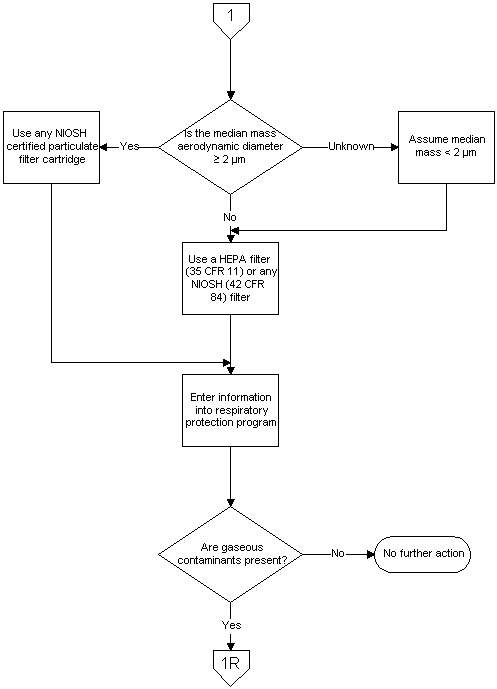 1
Is the median mass
aerodynamic diameter
≥ 2 µm
Use any NIOSH
certified particulate
filter cartridge
Yes
Unknown
Assume median
mass < 2 µm
No
Use a HEPA filter
(35 CFR 11) or any
NIOSH (42 CFR
84) filter
Enter information
into respiratory
protection program
Are gaseous
contaminants present?
No
No further action
Yes
1R